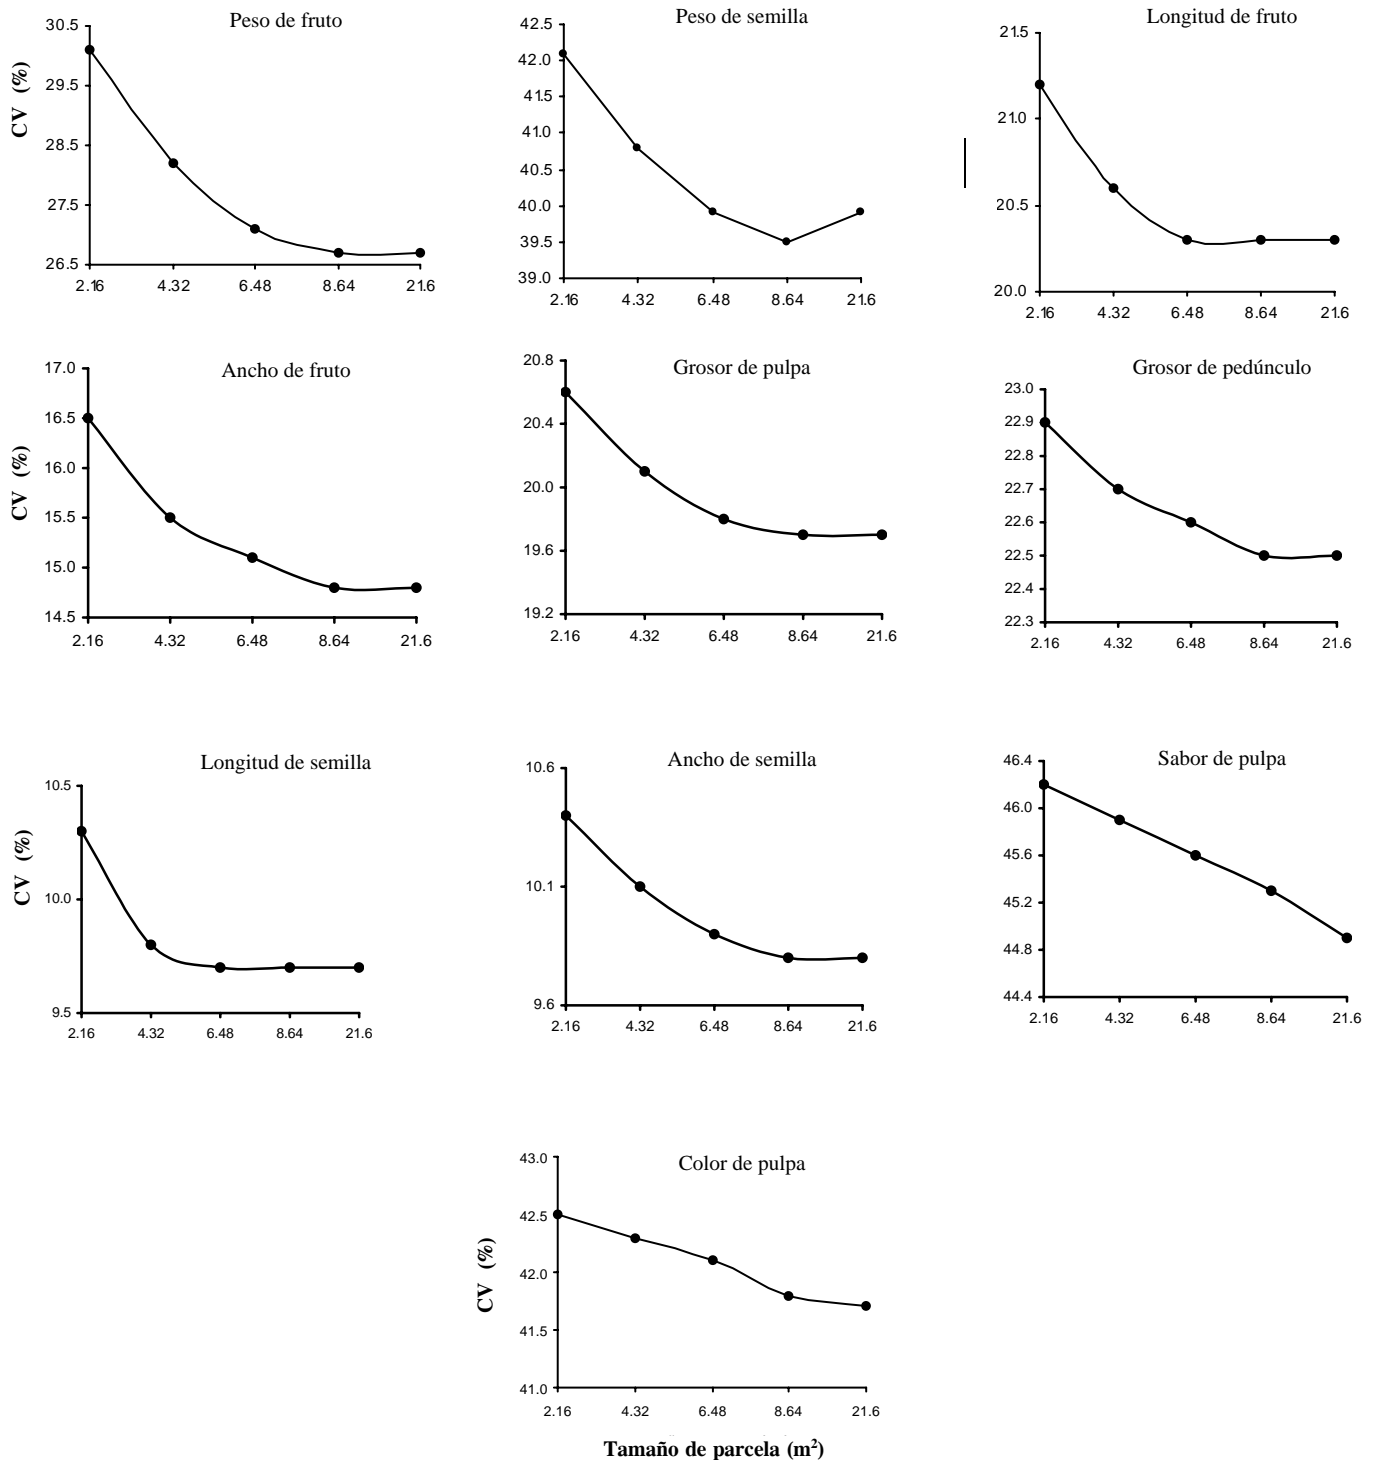 Peso de fruto
CV (%)
30.5
29.5
28.5
27.5
26.5
2.16 4.32 6.48 8.64 21.6
Peso de semilla
42.5
42.0
41.5
41.0
40.5
40.0
39.5
39.0
2.16 4.32 6.48 8.64 21.6
Longitud de fruto
21.5
21.0
20.5
20.0
2.16 4.32 6.48 8.64 21.6
Ancho de fruto
CV (%)
17.0
16.5
16.0
15.5
15.0
14.5
2.16 4.32 6.48 8.64 21.6
Grosor de pulpa
20.8
20.4
20.0
19.6
19.2
2.16 4.32 6.48 8.64 21.6
Grosor de pedúnculo
23.0
22.9
22.8
22.7
22.6
22.5
22.4
22.3
2.16 4.32 6.48 8.64 21.6
Longitud de semilla
CV (%)
10.5
10.0
9.5
2.16 4.32 6.48 8.64 21.6
Ancho de semilla
10.6
10.1
9.6
2.16 4.32 6.48 8.64 21.6
Sabor de pulpa
46.4
46.0
45.6
45.2
44.8
44.4
2.16 4.32 6.48 8.64 21.6
Color de pulpa
CV (%)
43.0
42.5
42.0
41.5
41.0
2.16 4.32 6.48 8.64 21.6
Tamaño de parcela (m²)